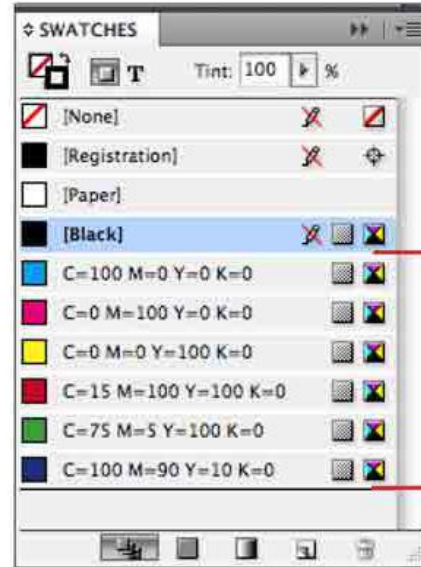 SWATCHES
T Tint: 100 %
[None]
[Registration]
[Paper]
[Black]
C=100 M=0 Y=0 K=0
C=0 M=100 Y=0 K=0
C=0 M=0 Y=100 K=0
C=15 M=100 Y=100 K=0
C=75 M=5 Y=100 K=0
C=100 M=90 Y=10 K=0